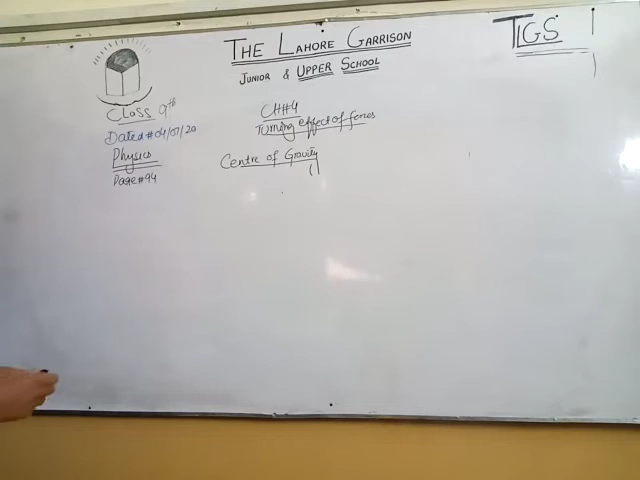 THE LAHORE GARRISON
JUNIOR & UPPER SCHOOL
TLGS
CLASS 9th
Dated # 04/07/20
Physics
Page # 94
CH#4
Turning effect of forces
Centre of Gravity